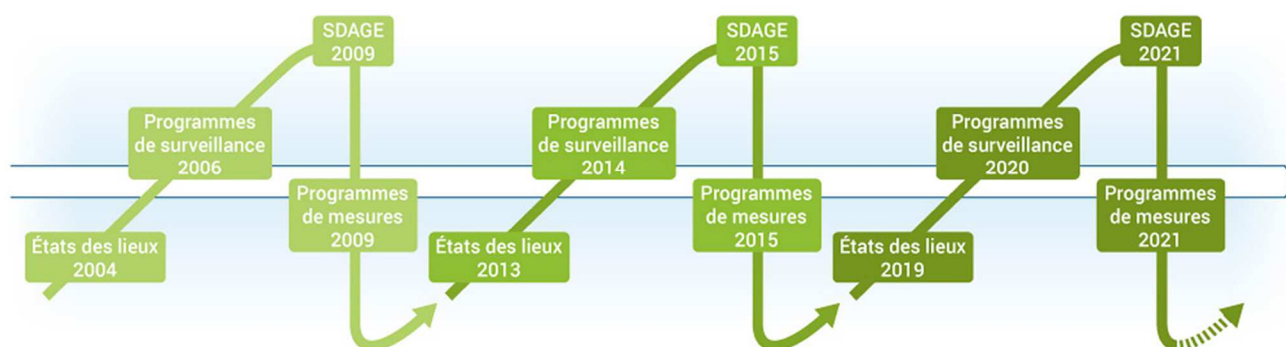 SDAGE
2009
Programmes
de surveillance
2006
Programmes
de mesures
2009
États des lieux
2004
SDAGE
2015
Programmes
de surveillance
2014
Programmes
de mesures
2015
États des lieux
2013
SDAGE
2021
Programmes
de surveillance
2020
Programmes
de mesures
2021
États des lieux
2019